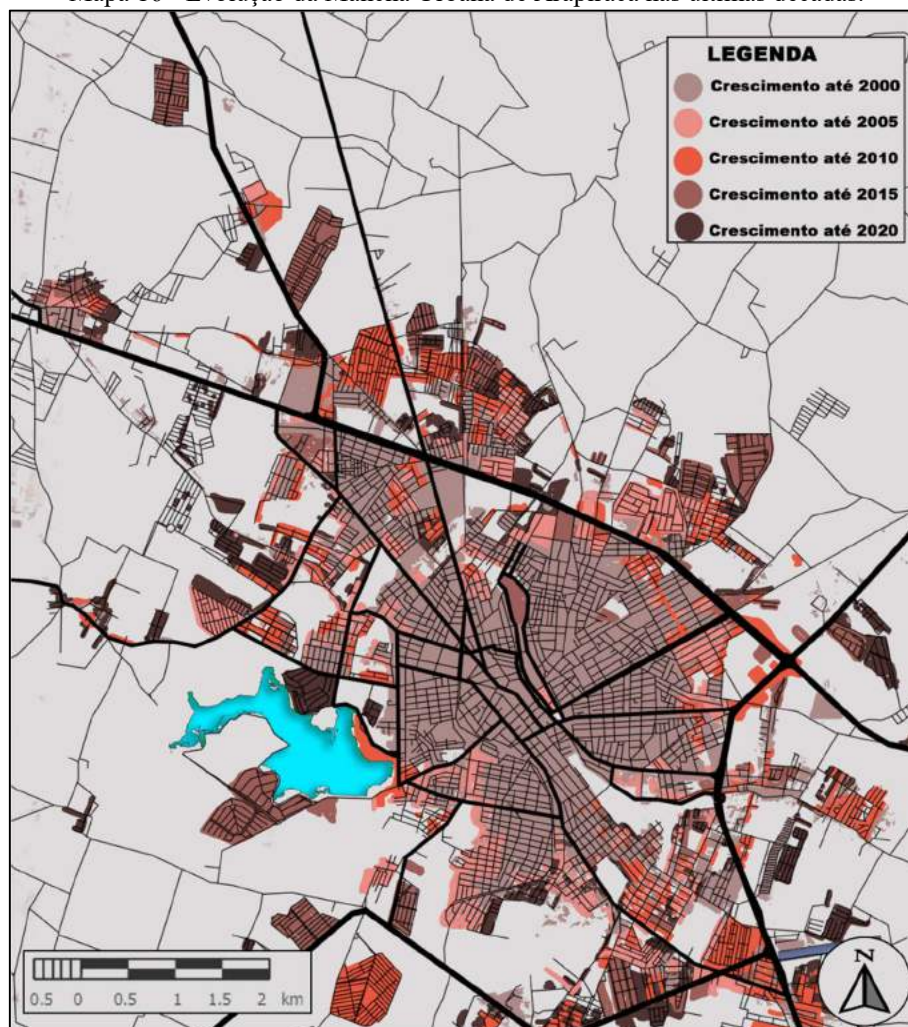 LEGENDA
Crescimento até 2000
Crescimento até 2005
Crescimento até 2010
Crescimento até 2015
Crescimento até 2020
0.5 0 0.5 1 1.5 2 km
N